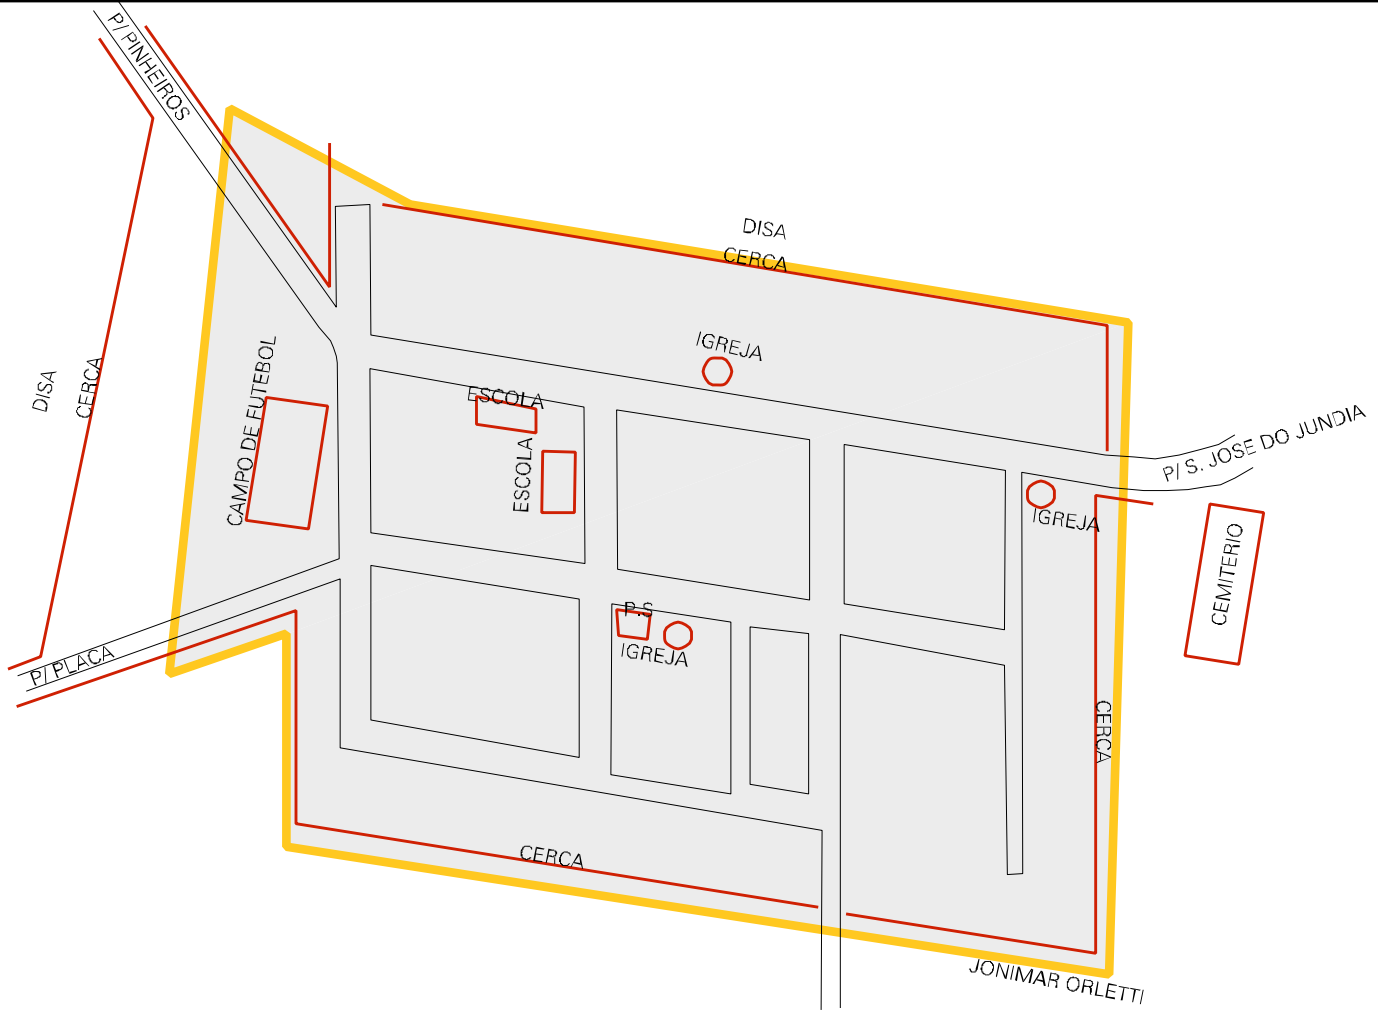 P/ PINHEIROS
DISA
CERCA
IGREJA
CAMPO DE FUTEBOL
DISA
CERCA
ESCOLA
ESCOLA
P/ S. JOSE DO JUNDIA
IGREJA
CEMITERIO
P.S
IGREJA
P/ PLACA
CERCA
CERCA
JONIMAR ORLETTI